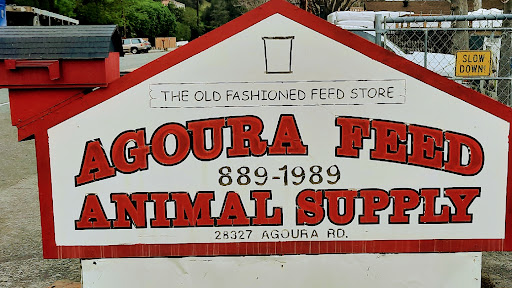 SLOW
DOWN!
THE OLD FASHIONED FEED STORE
AGOURA FEED
889-1989
ANIMAL SUPPLY
28327 AGOURA RD.